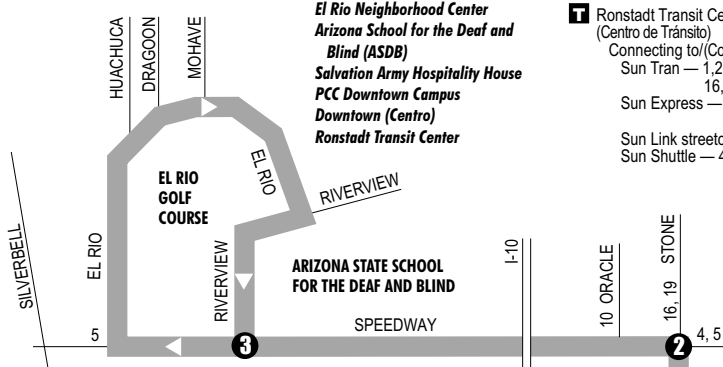 El Rio Neighborhood Center
Arizona School for the Deaf and
Blind (ASDB)
Salvation Army Hospitality House
PCC Downtown Campus
Downtown (Centro)
Ronstadt Transit Center
T Ronstadt Transit Ce
(Centro de Tránsito)
Connecting to/(Co
Sun Tran — 1,2
16,
Sun Express —
Sun Link streetc
Sun Shuttle — 4
HUACHUCA
DRAGOON
MOHAVE
EL RIO
GOLF
COURSE
EL RIO
RIVERVIEW
SILVERBELL
EL RIO
RIVERVIEW
ARIZONA STATE SCHOOL
FOR THE DEAF AND BLIND
I-10
10 ORACLE
16, 19 STONE
SPEEDWAY
5
3
2
4, 5